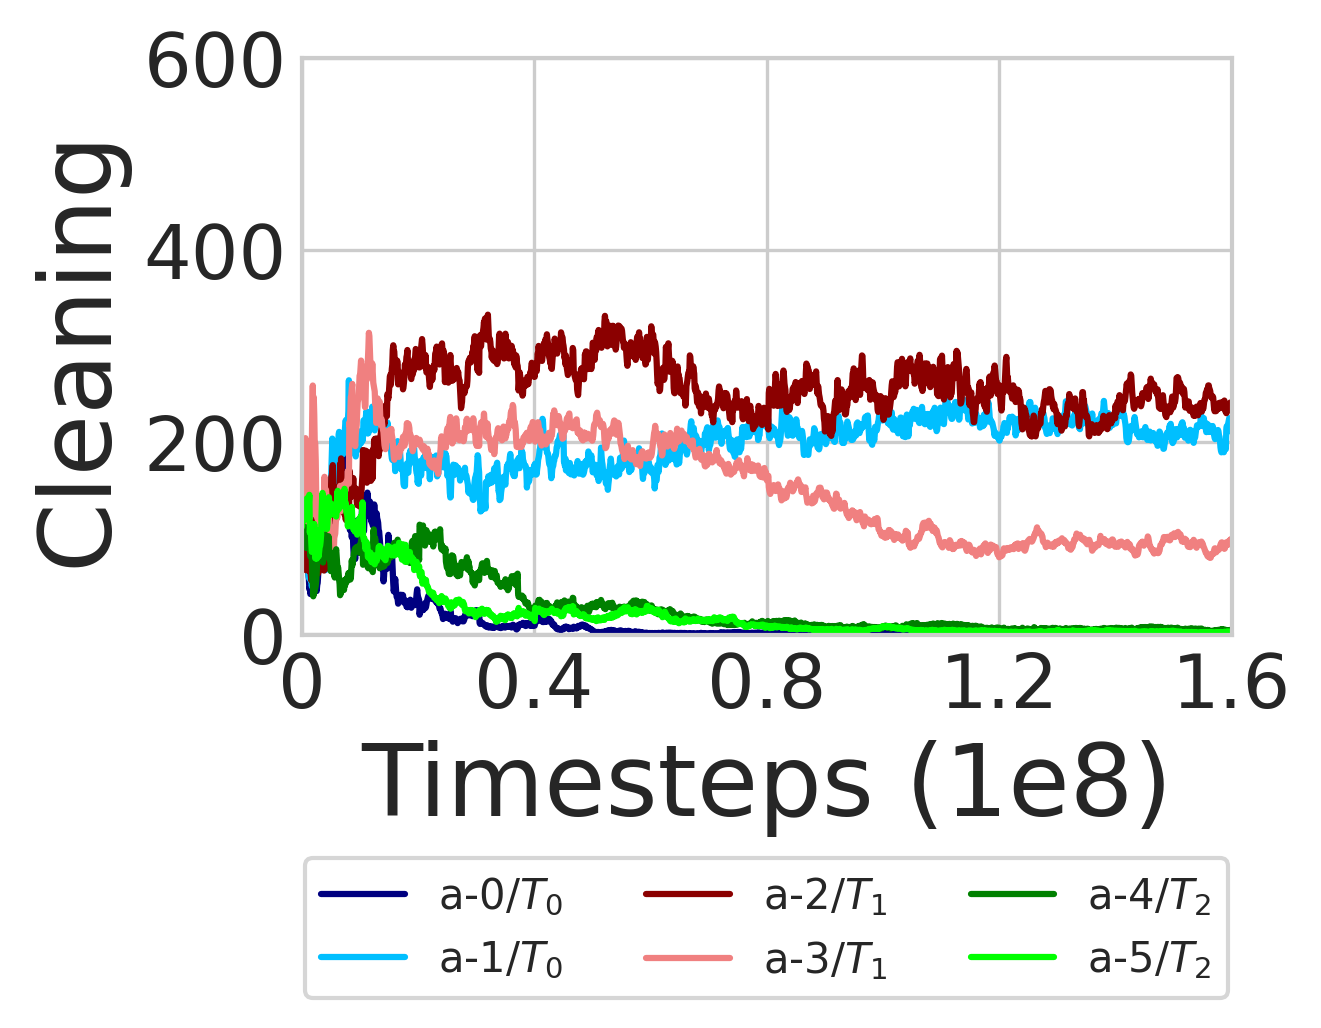 Cleaning
600
400
200
0
0 0.4 0.8 1.2 1.6
Timesteps (1e8)
a-0/T₀ a-2/T₁ a-4/T₂
a-1/T₀ a-3/T₁ a-5/T₂